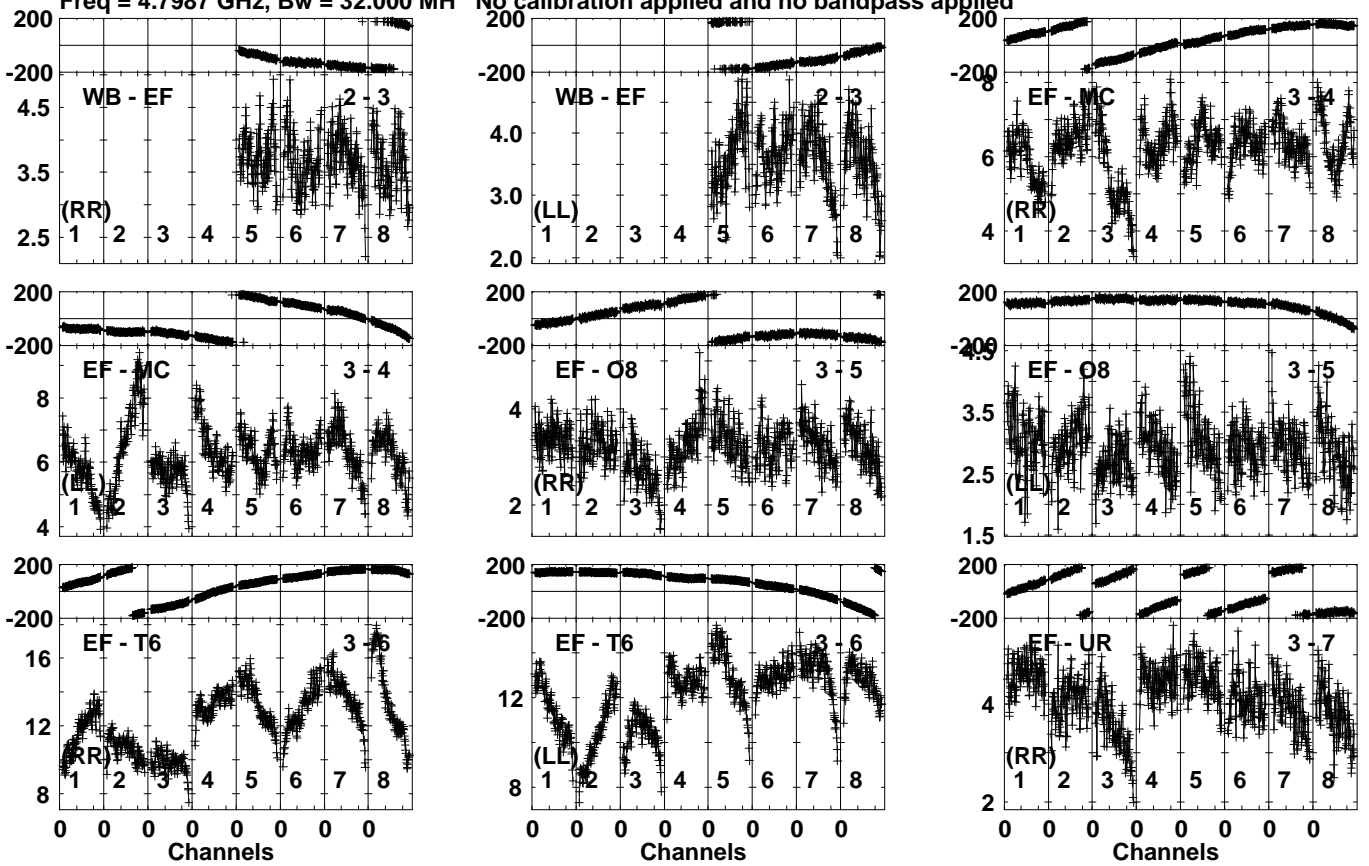 Freq = 4.7987 GHz, Bw = 32.000 MH No calibration applied and no bandpass applied
200
-200
WB - EF 2 - 3
4.5
3.5
2.5
(RR)
1 2 3 4 5 6 7 8
WB - EF 2 - 3
4.0
3.0
2.0
(LL)
1 2 3 4 5 6 7 8
200
-200
EF - MC 3 - 4
8
6
4
(RR)
1 2 3 4 5 6 7 8
200
-200
EF - MC 3 - 4
8
6
4
(LL)
1 2 3 4 5 6 7 8
200
-200
EF - O8 3 - 5
4
2
(RR)
1 2 3 4 5 6 7 8
200
-200
EF - O8 3 - 5
4.5
3.5
2.5
1.5
(LL)
1 2 3 4 5 6 7 8
200
-200
EF - T6 3 - 6
16
12
8
(RR)
1 2 3 4 5 6 7 8
0 0 0 0 0 0 0 0
Channels
200
-200
EF - T6 3 - 6
12
8
(LL)
1 2 3 4 5 6 7 8
0 0 0 0 0 0 0 0
Channels
200
-200
EF - UR 3 - 7
4
2
(RR)
1 2 3 4 5 6 7 8
0 0 0 0 0 0 0 0
Channels